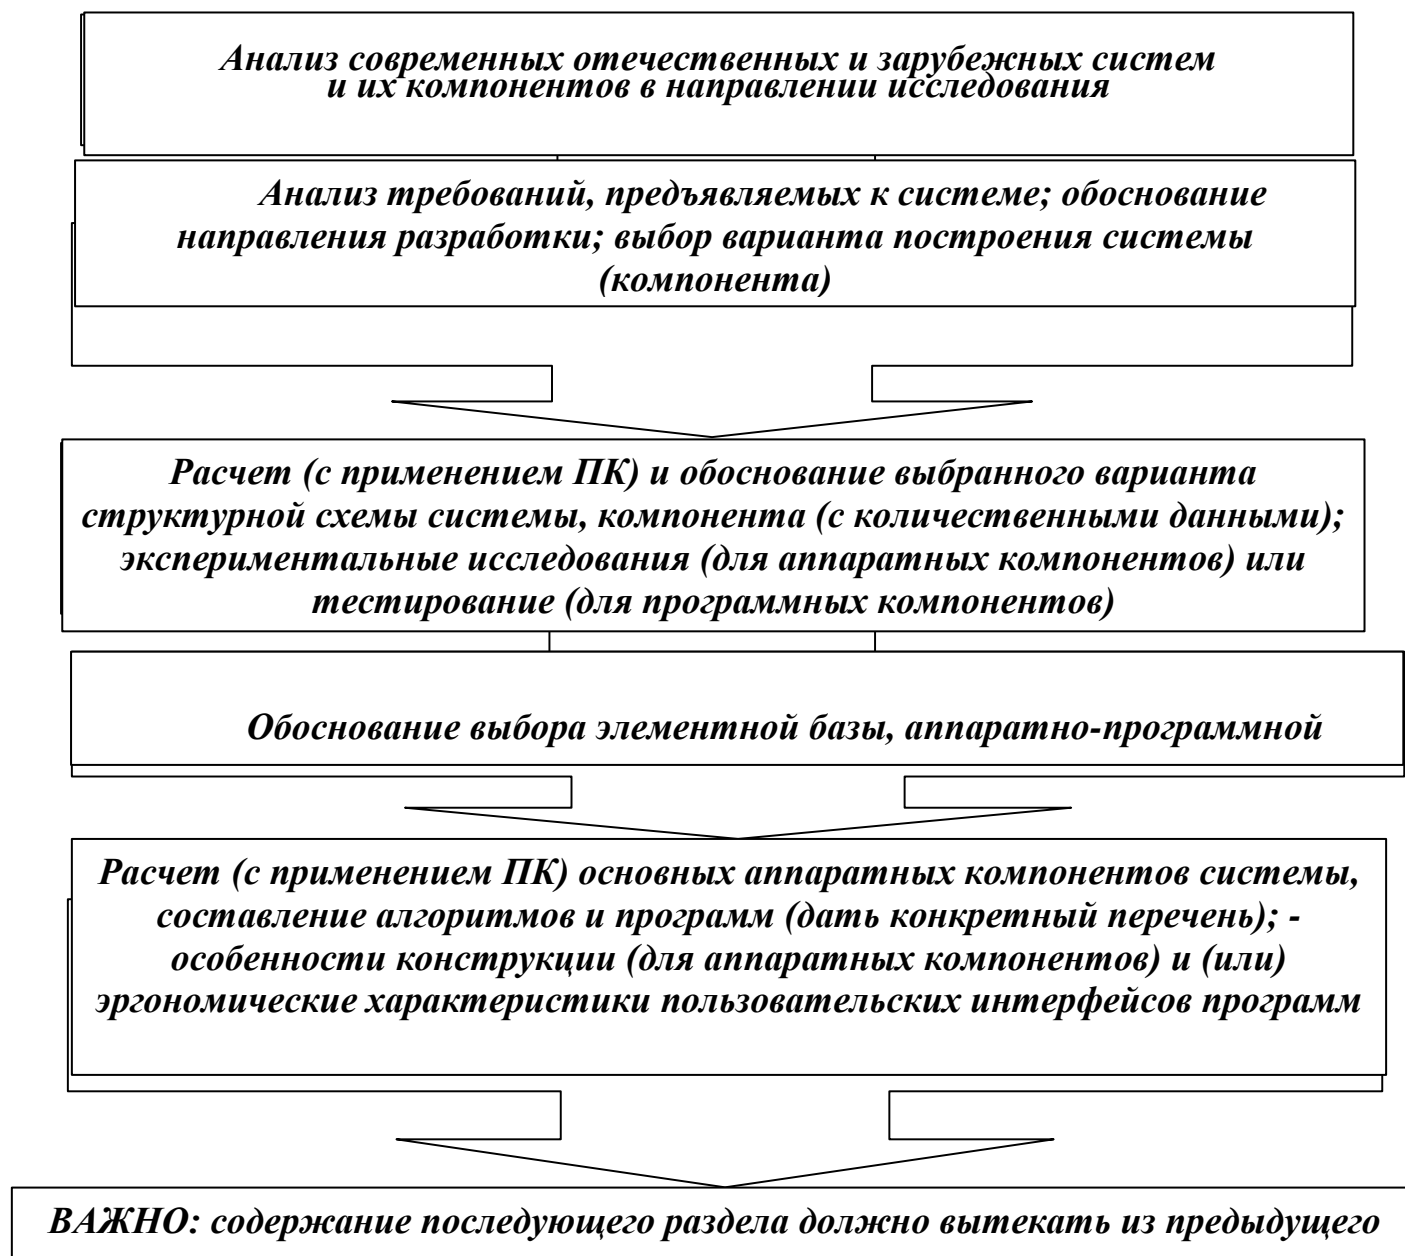 Анализ современных отечественных и зарубежных систем
и их компонентов в направлении исследования
Анализ требований, предъявляемых к системе; обоснование
направления разработки; выбор варианта построения системы
(компонента)
Расчет (с применением ПК) и обоснование выбранного варианта
структурной схемы системы, компонента (с количественными данными);
экспериментальные исследования (для аппаратных компонентов) или
тестирование (для программных компонентов)
Обоснование выбора элементной базы, аппаратно-программной
Расчет (с применением ПК) основных аппаратных компонентов системы,
составление алгоритмов и программ (дать конкретный перечень); -
особенности конструкции (для аппаратных компонентов) и (или)
эргономические характеристики пользовательских интерфейсов программ
ВАЖНО: содержание последующего раздела должно вытекать из предыдущего